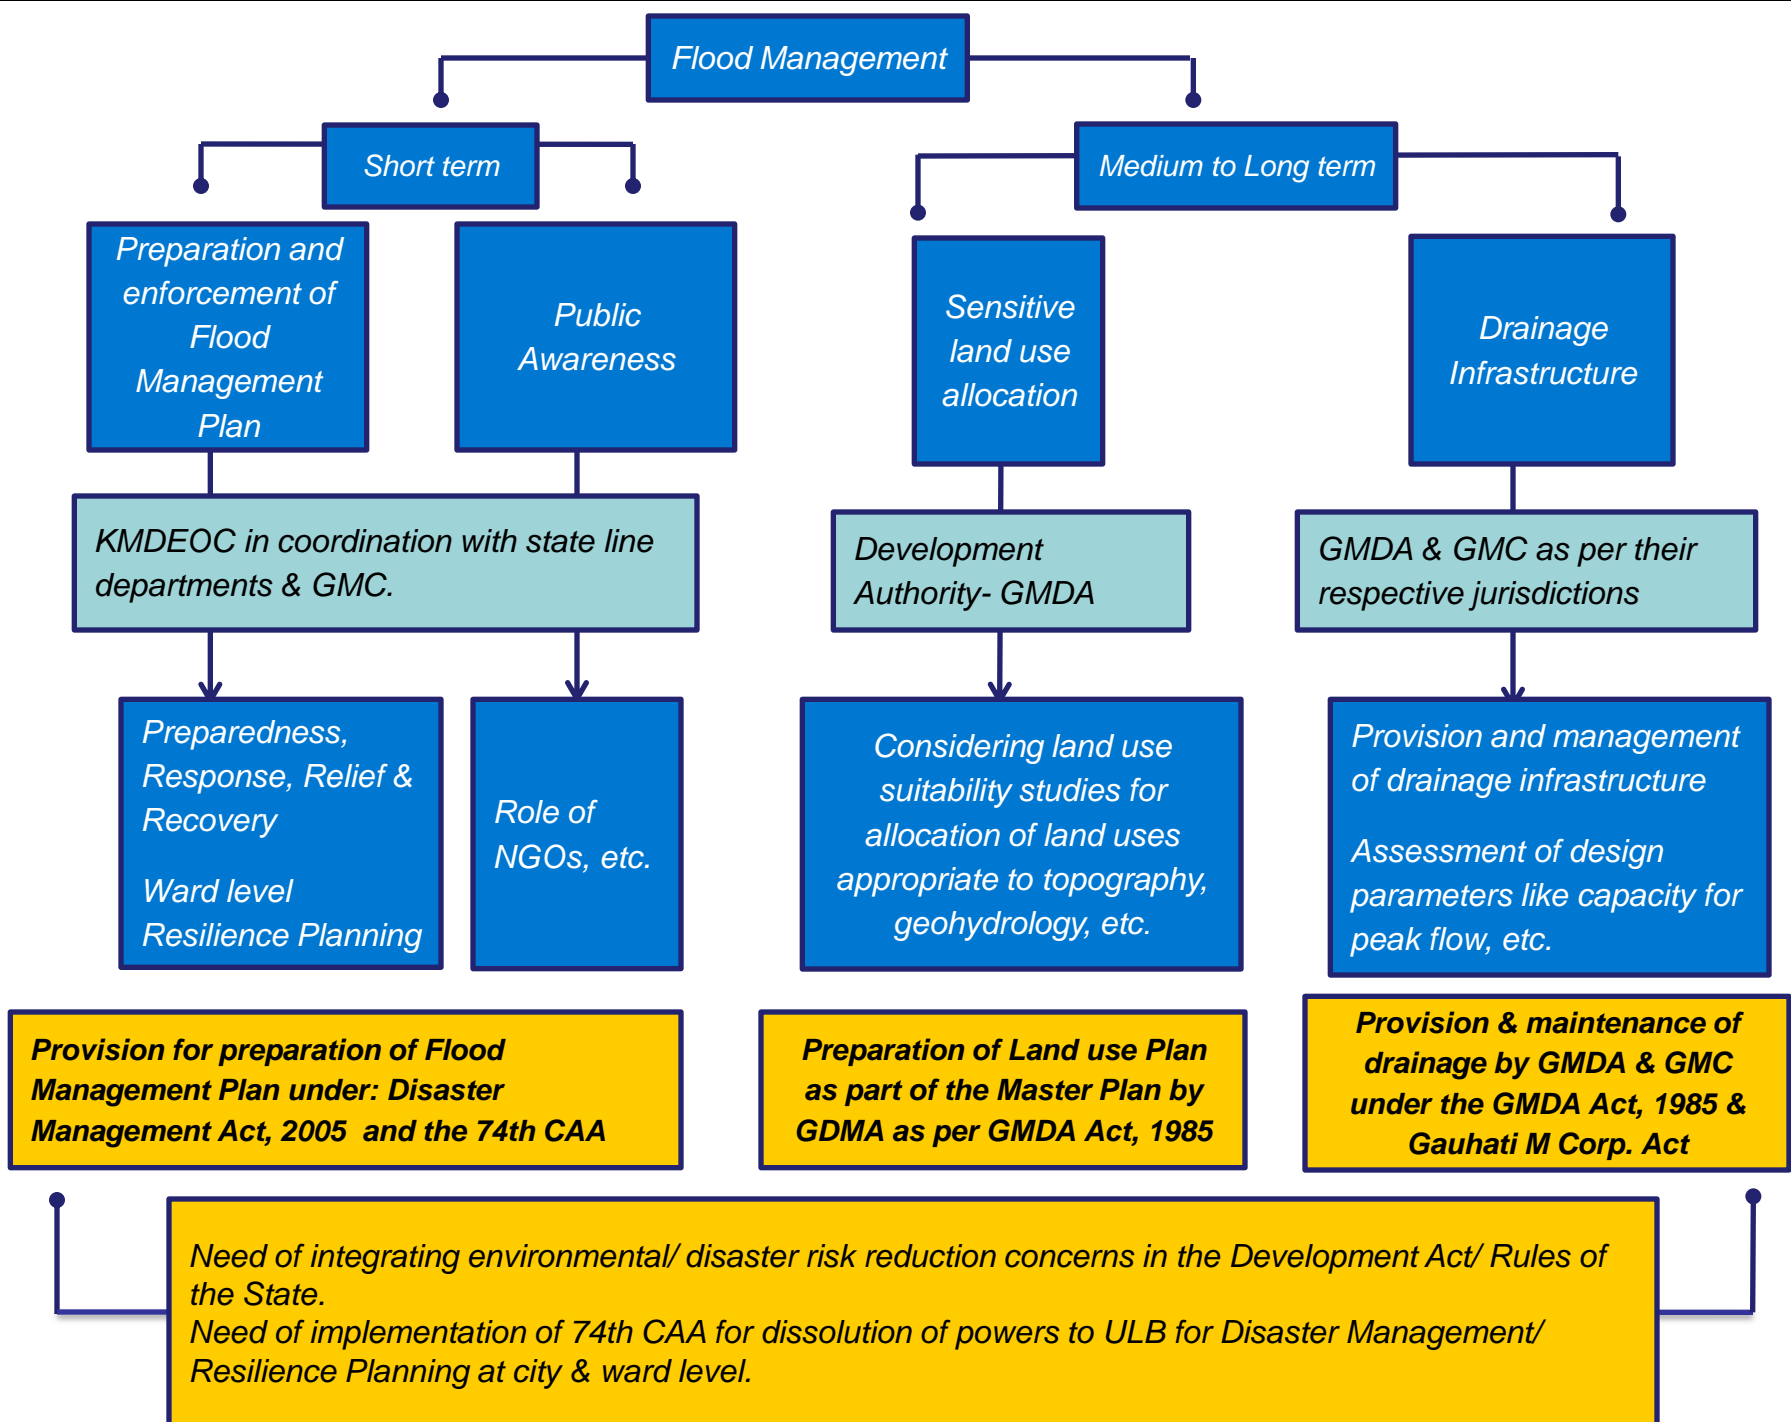 Flood Management
Short term
Medium to Long term
Preparation and
enforcement of
Flood
Management
Plan
Public
Awareness
Sensitive
land use
allocation
Drainage
Infrastructure
KMDEOC in coordination with state line
departments & GMC.
Development
Authority- GMDA
GMDA & GMC as per their
respective jurisdictions
Preparedness,
Response, Relief &
Recovery
Ward level
Resilience Planning
Role of
NGOs, etc.
Considering land use
suitability studies for
allocation of land uses
appropriate to topography,
geohydrology, etc.
Provision and management
of drainage infrastructure
Assessment of design
parameters like capacity for
peak flow, etc.
Provision for preparation of Flood
Management Plan under: Disaster
Management Act, 2005  and the 74th CAA
Preparation of Land use Plan
as part of the Master Plan by
GDMA as per GMDA Act, 1985
Provision & maintenance of
drainage by GMDA & GMC
under the GMDA Act, 1985 &
Gauhati M Corp. Act
Need of integrating environmental/ disaster risk reduction concerns in the Development Act/ Rules of
the State.
Need of implementation of 74th CAA for dissolution of powers to ULB for Disaster Management/
Resilience Planning at city & ward level.